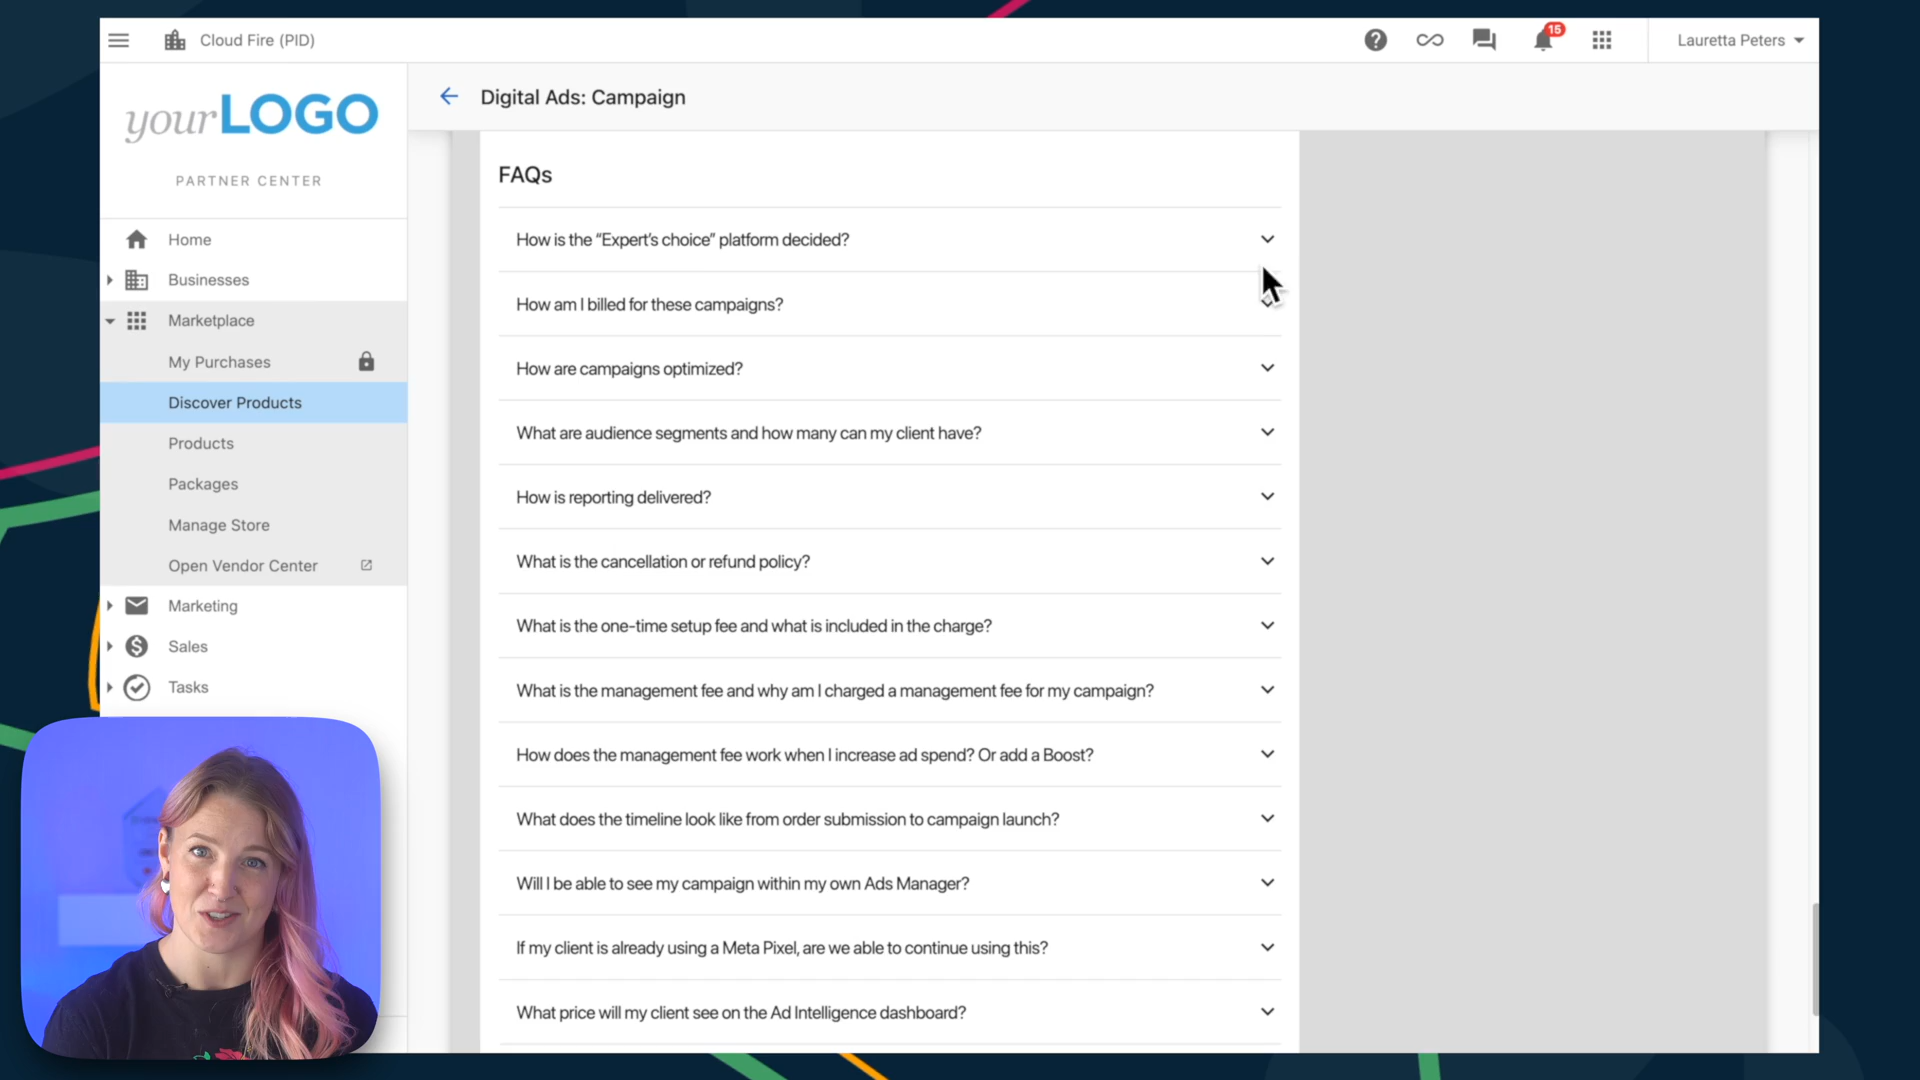 Cloud Fire (PID)
15
Lauretta Peters
yourLOGO
PARTNER CENTER
Digital Ads: Campaign
Home
Businesses
Marketplace
My Purchases
Discover Products
Products
Packages
Manage Store
Open Vendor Center
Marketing
Sales
Tasks
FAQs
How is the “Expert’s choice” platform decided?
How am I billed for these campaigns?
How are campaigns optimized?
What are audience segments and how many can my client have?
How is reporting delivered?
What is the cancellation or refund policy?
What is the one-time setup fee and what is included in the charge?
What is the management fee and why am I charged a management fee for my campaign?
How does the management fee work when I increase ad spend? Or add a Boost?
What does the timeline look like from order submission to campaign launch?
Will I be able to see my campaign within my own Ads Manager?
If my client is already using a Meta Pixel, are we able to continue using this?
What price will my client see on the Ad Intelligence dashboard?